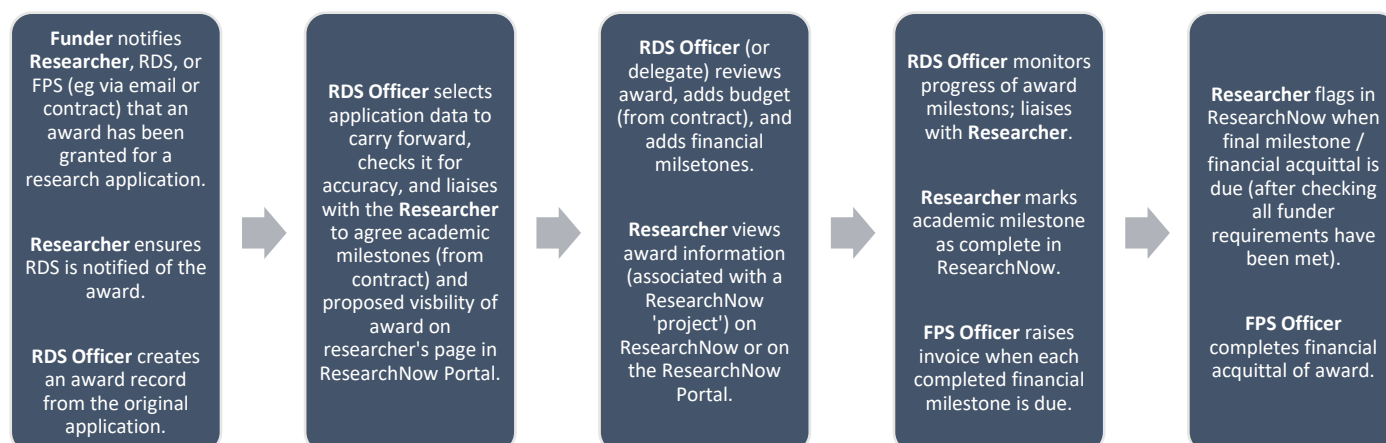 Funder notifies
Researcher, RDS, or
FPS (eg via email or
contract) that an
award has been
granted for a
research application.
Researcher ensures
RDS is notified of the
award.
RDS Officer creates
an award record
from the original
application.
RDS Officer selects
application data to
carry forward,
checks it for
accuracy, and liaises
with the Researcher
to agree academic
milestones (from
contract) and
proposed visbility of
award on
researcher's page in
ResearchNow Portal.
RDS Officer (or
delegate) reviews
award, adds budget
(from contract), and
adds financial
milsetones.
Researcher views
award information
(associated with a
ResearchNow
'project') on
ResearchNow or on
the ResearchNow
Portal.
RDS Officer monitors
progress of award
milestons; liaises
with Researcher.
Researcher marks
academic milestone
as complete in
ResearchNow.
FPS Officer raises
invoice when each
completed financial
milestone is due.
Researcher flags in
ResearchNow when
final milestone /
financial acquittal is
due (after checking
all funder
requirements have
been met).
FPS Officer
completes financial
acquittal of award.